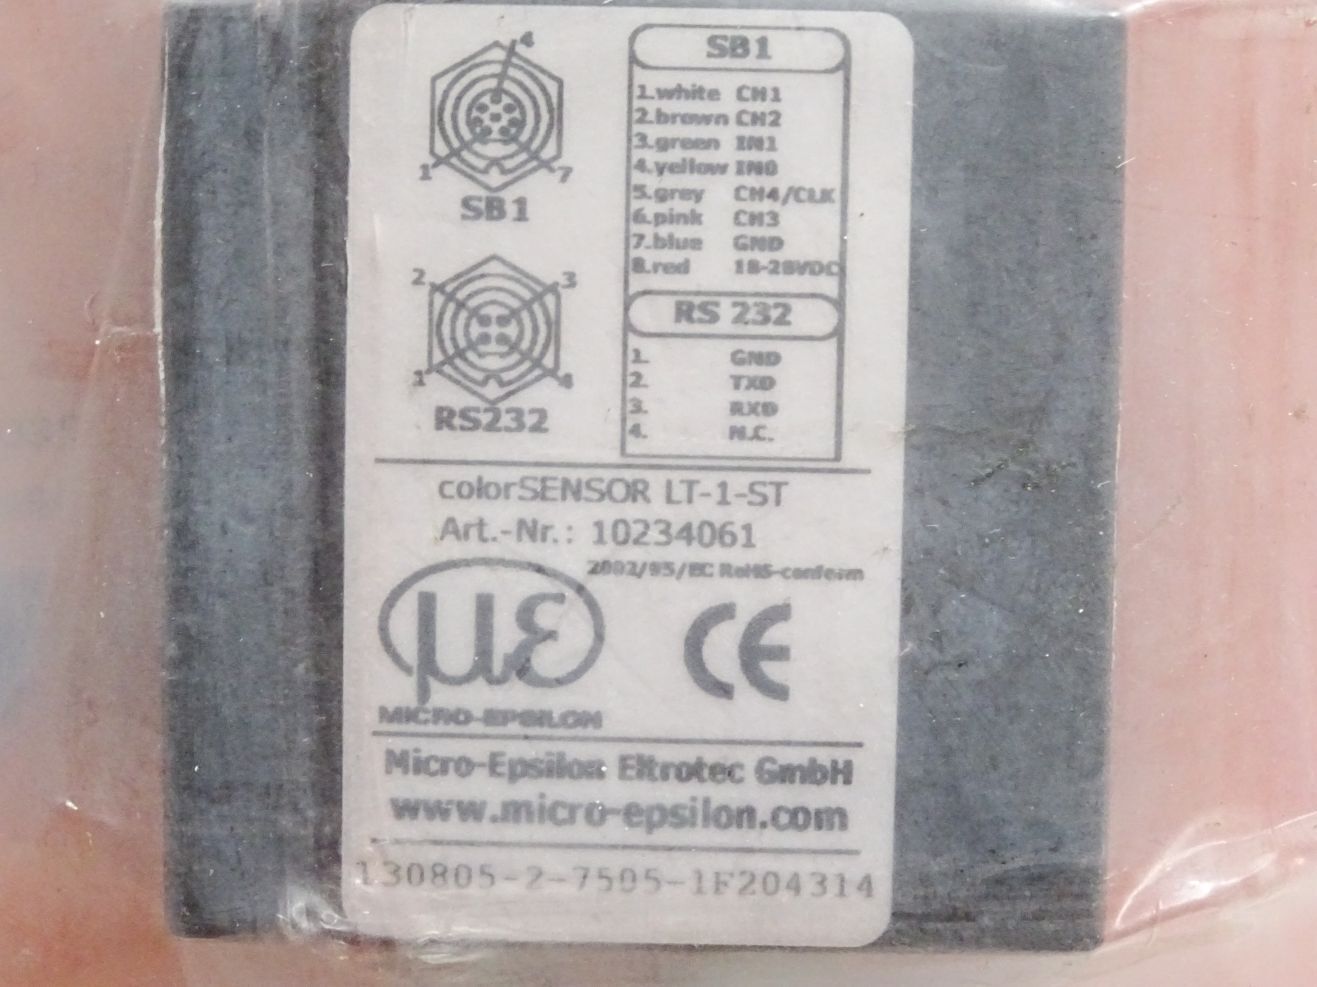 4
1
7
SB1
2
3
1
4
RS232
SB1
1.white CH1
2.brown CH2
3.green IN1
4.yellow IN0
5.grey CH4/CLK
6.pink CH3
7.blue GND
8.red 18-28VDC
RS 232
1. GND
2. TXD
3. RXD
4. N.C.
colorSENSOR LT-1-ST
Art.-Nr.: 10234061
2002/95/EC RoHS-conform
με
CE
MICRO-EPSILON
Micro-Epsilon Eltrotec GmbH
www.micro-epsilon.com
130805-2-7505-1F204314